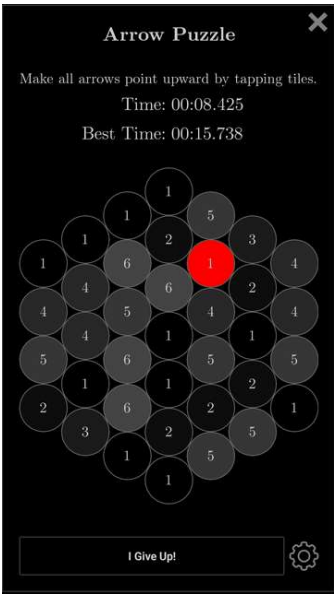 Arrow Puzzle
Make all arrows point upward by tapping tiles.
Time: 00:08.425
Best Time: 00:15.738
1
1 5
1 2 3
1 6 1 4
4 6 2
4 5 4 4
4 1 1
5 6 5 5
1 1 2
2 6 2 1
3 2 5
1 5
1
I Give Up!